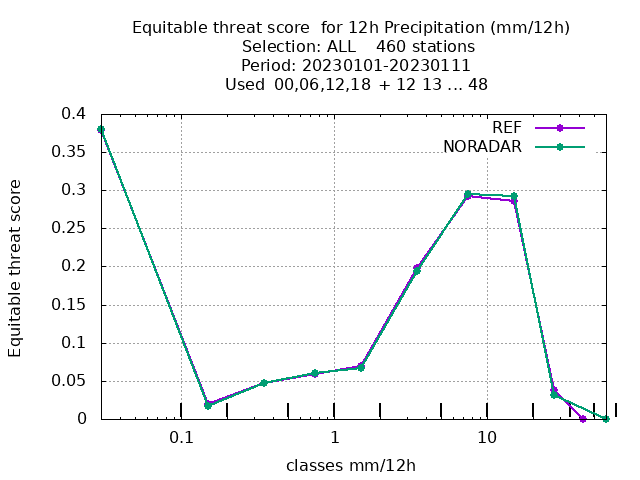 Equitable threat score  for 12h Precipitation (mm/12h)
Selection: ALL    460 stations
Period: 20230101-20230111
Used  00,06,12,18  + 12 13 ... 48
REF
NORADAR
0.4
0.35
0.3
0.25
0.2
0.15
0.1
0.05
0
Equitable threat score
0.1 1 10
classes mm/12h